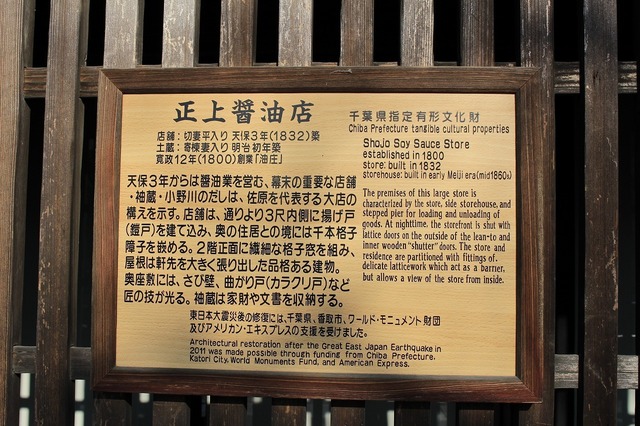 正上醤油店
店舗：切妻平入り 天保3年(1832)築
土蔵：寄棟妻入り 明治 初年築
寛政12年(1800)創業「油庄」
天保３年からは醤油業を営む、幕末の重要な店舗
・袖蔵・小野川のだしは、佐原を代表する大店の
構えを示す。店舗は、通りより３尺内側に揚げ戸
(鎧戸)を建て込み、奥の住居との境には千本格子
障子を嵌める。２階正面に繊細な格子窓を組み、
屋根は軒先を大きく張り出した品格ある建物。
奥座敷には、さび壁、曲がり戸(カラクリ戸)など
匠の技が光る。袖蔵は家財や文書を収納する。
千葉県指定有形文化財
Chiba Prefecture tangible cultural properties
ShoJo Soy Sauce Store
established in 1800
store: built in 1832
storehouse: built in early Meiji era(mid1860s)
The premises of this large store is
characterized by the store, side storehouse, and
stepped pier for loading and unloading of
goods. At nighttime, the storefront is shut with
lattice doors on the outside of the lean-to and
inner wooden "shutter" doors. The store and
residence are partitioned with fittings of
delicate latticework which act as a barrier,
but allows a view of the store from inside.
東日本大震災後の修復には、千葉県、香取市、ワールド・モニュメント財団
及びアメリカン・エキスプレスの支援を受けました。
Architectural restoration after the Great East Japan Earthquake in
2011 was made possible through funding from Chiba Prefecture,
Katori City, World Monuments Fund, and American Express.